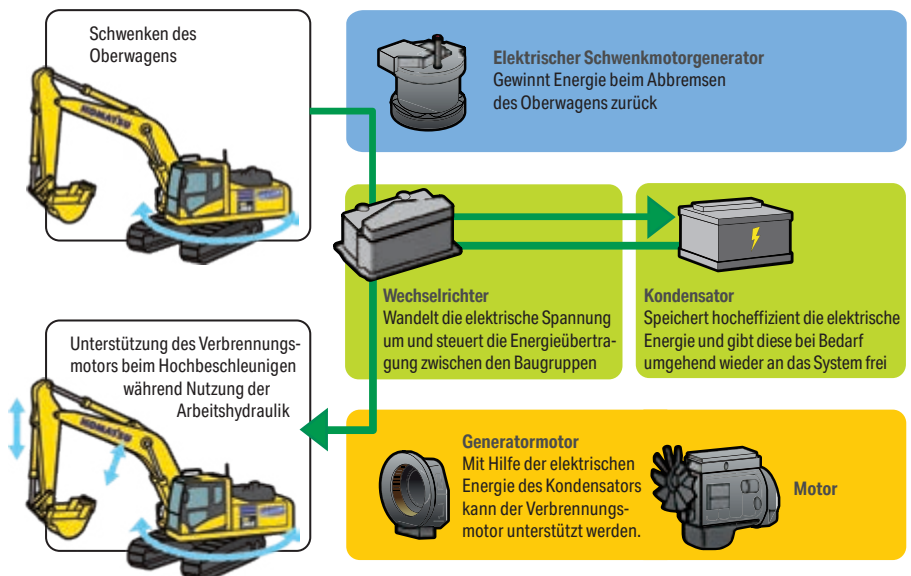 Schwenken des
Oberwagens
KOMATSU
Elektrischer Schwenkmotorgenerator
Gewinnt Energie beim Abbremsen
des Oberwagens zurück
Wechselrichter
Wandelt die elektrische Spannung
um und steuert die Energieübertra-
gung zwischen den Baugruppen
Kondensator
Speichert hocheffizient die elektrische
Energie und gibt diese bei Bedarf
umgehend wieder an das System frei
Unterstützung des Verbrennungs-
motors beim Hochbeschleunigen
während Nutzung der
Arbeitshydraulik
KOMATSU
Generatormotor
Mit Hilfe der elektrischen
Energie des Kondensators
kann der Verbrennungs-
motor unterstützt werden.
Motor